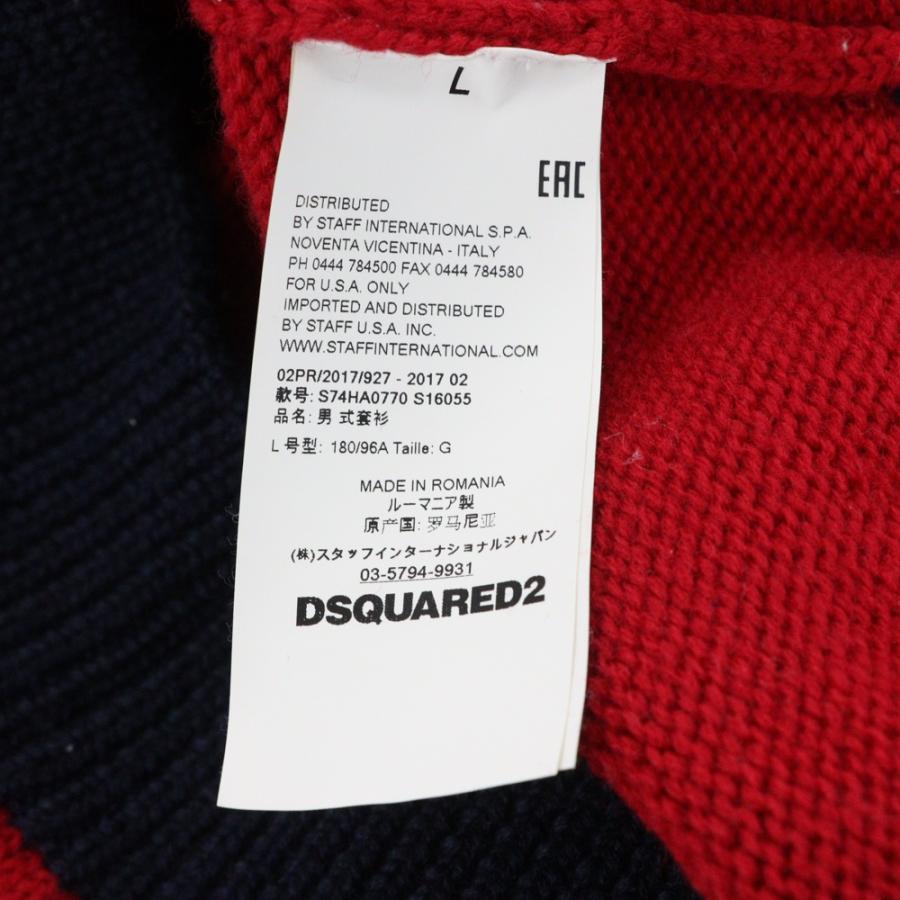 L
EAC
DISTRIBUTED
BY STAFF INTERNATIONAL S.P.A.
NOVENTA VICENTINA - ITALY
PH 0444 784500 FAX 0444 784580
FOR U.S.A. ONLY
IMPORTED AND DISTRIBUTED
BY STAFF U.S.A. INC.
WWW.STAFFINTERNATIONAL.COM
02PR/2017/927 - 2017 02
款号: S74HA0770 S16055
品名: 男 式套衫
L 号型: 180/96A Taille: G
MADE IN ROMANIA
ルーマニア製
原产国: 罗马尼亚
(株)スタッフインターナショナルジャパン
03-5794-9931
DSQUARED2